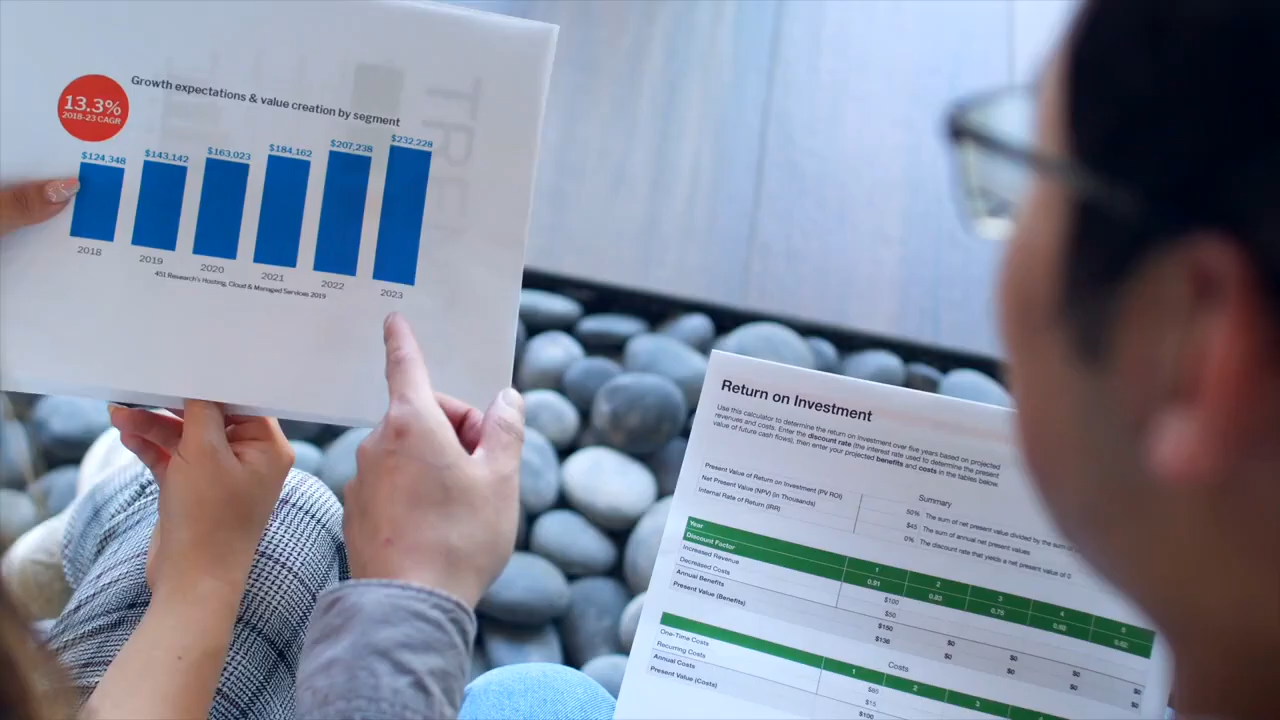 Growth expectations & value creation by segment
13.3%
2018-23 CAGR
$124,348
$143,142
$163,023
$184,162
$207,238
$232,228
2018
2019
2020
2021
2022
2023
451 Research's Hosting, Cloud & Managed Services 2019
Return on Investment
Use this calculator to determine the return on investment over five years based on projected
revenues and costs. Enter the discount rate (the interest rate used to determine the present
value of future cash flows), then enter your projected benefits and costs in the tables below.
Summary
Present Value of Return on Investment (PV ROI) 50% The sum of net present value divided by the sum of
Net Present Value (NPV) (in Thousands) $45 The sum of annual net present values
Internal Rate of Return (IRR) 0% The discount rate that yields a net present value of 0
Year 1 2 3 4 5
Discount Factor 0.91 0.83 0.75 0.68 0.62
Increased Revenue $100
Decreased Costs $50
Annual Benefits $150 $0 $0 $0 $0
Present Value (Benefits) $136 $0 $0 $0 $0
Costs
1 2 3 4
One-Time Costs $85
Recurring Costs $15
Annual Costs $100
Present Value (Costs)